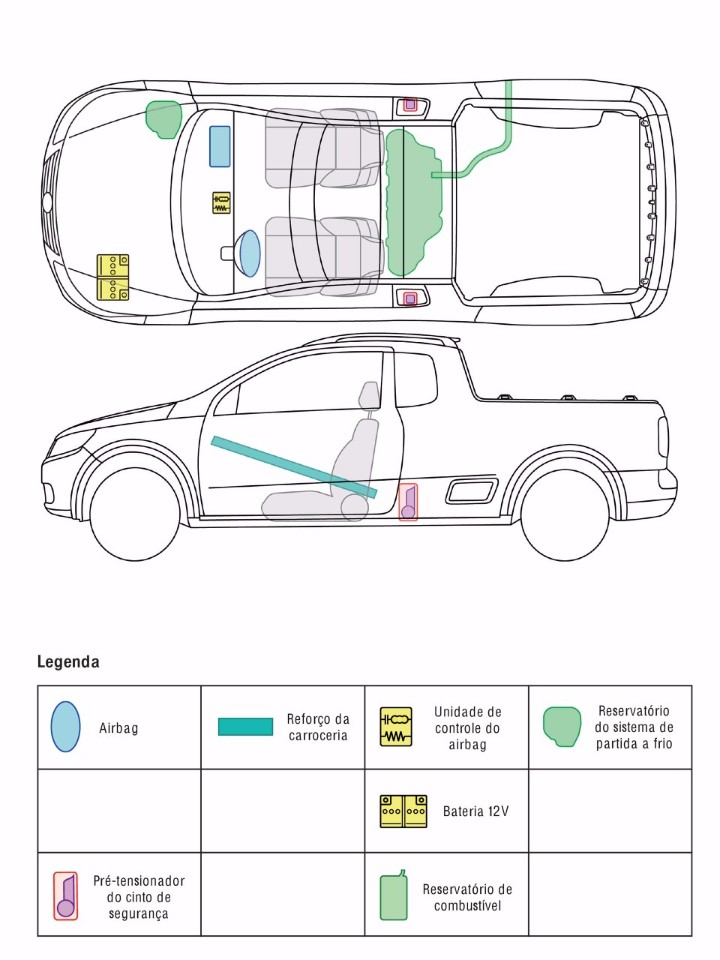 Legenda
Airbag
Reforço da
carroceria
Unidade de
controle do
airbag
Reservatório
do sistema de
partida a frio
Bateria 12V
Pré-tensionador
do cinto de
segurança
Reservatório de
combustível